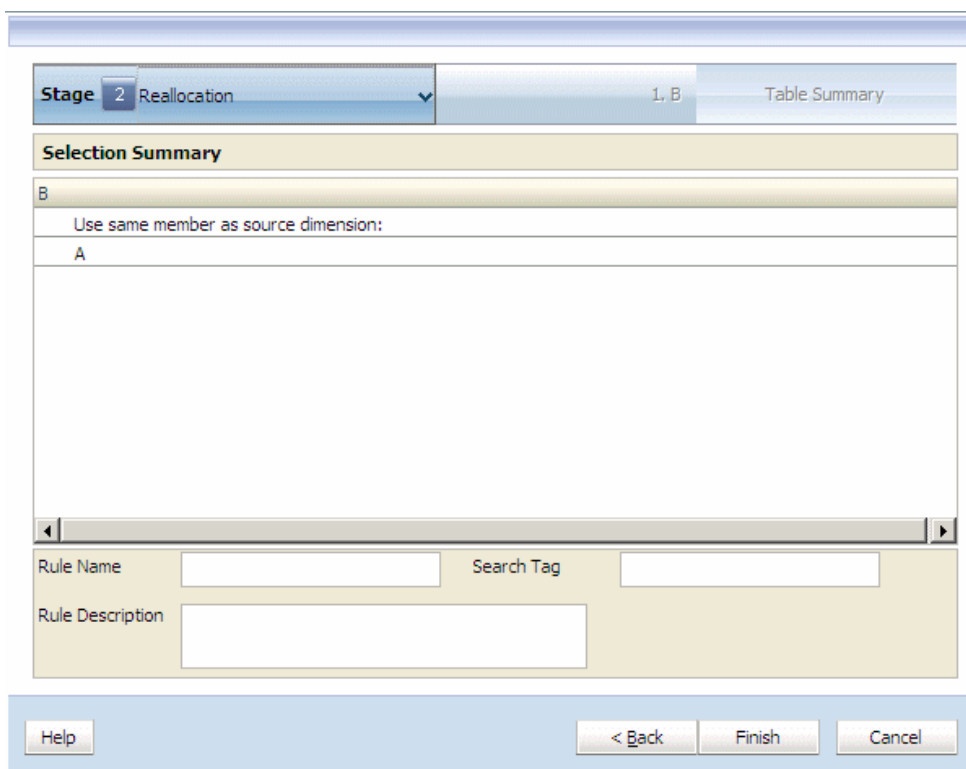 Stage 2 Reallocation 1. B Table Summary
Selection Summary
B
Use same member as source dimension:
A
Rule Name Search Tag
Rule Description
Help < Back Finish Cancel